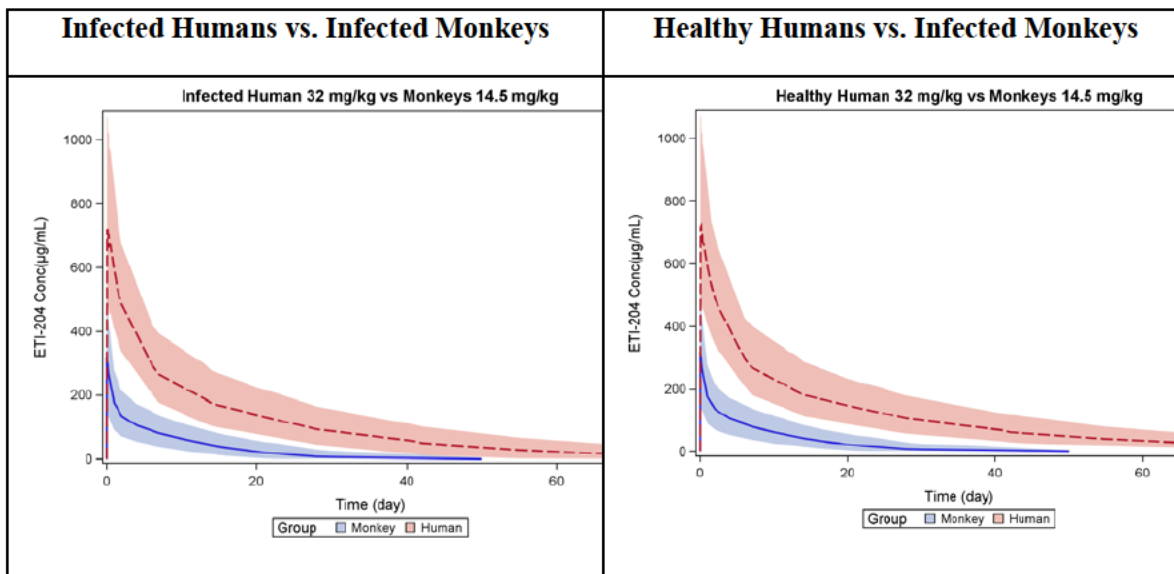 Infected Humans vs. Infected Monkeys
Infected Human 32 mg/kg vs Monkeys 14.5 mg/kg
ETI-204 Conc(µg/mL)
1000
800
600
400
200
0
0 20 40 60
Time (day)
Group Monkey Human
Healthy Humans vs. Infected Monkeys
Healthy Human 32 mg/kg vs Monkeys 14.5 mg/kg
ETI-204 Conc(µg/mL)
1000
800
600
400
200
0
0 20 40 60
Time (day)
Group Monkey Human